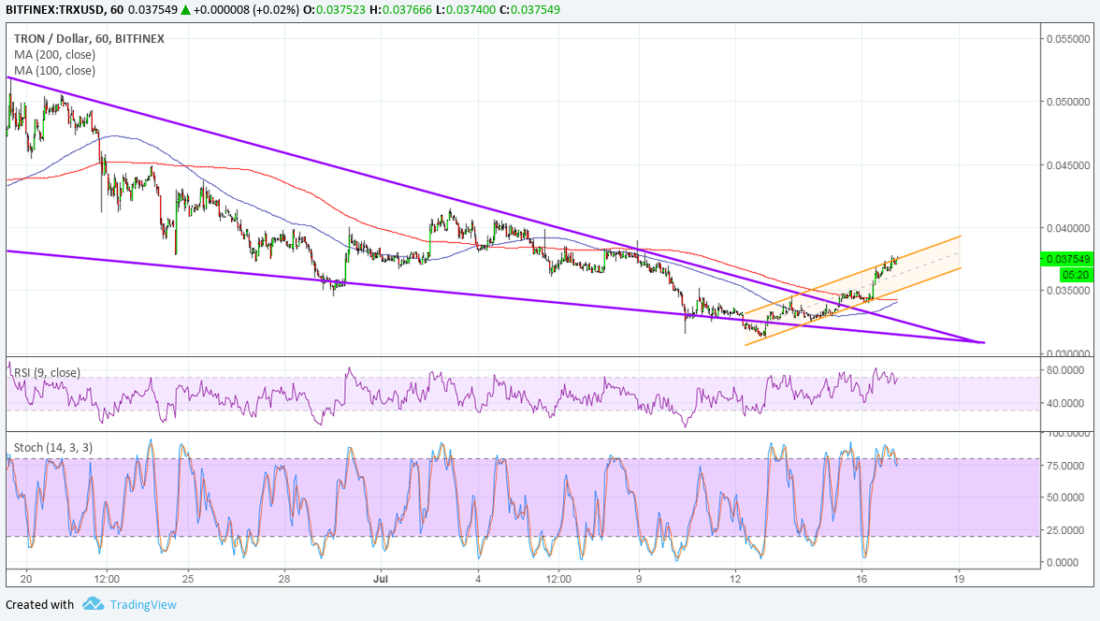 BITFINEX:TRXUSD, 60 0.037549 ▲ +0.000008 (+0.02%) O:0.037523 H:0.037666 L:0.037400 C:0.037549
TRON / Dollar, 60, BITFINEX
MA (200, close)
MA (100, close)
0.055000
0.050000
0.045000
0.040000
0.037549
05:20
0.035000
0.030000
RSI (9, close)
80.0000
40.0000
Stoch (14, 3, 3)
100.0000
75.0000
50.0000
25.0000
0.0000
20 12:00 25 28 Jul 4 12:00 9 12 16 19
Created with TradingView